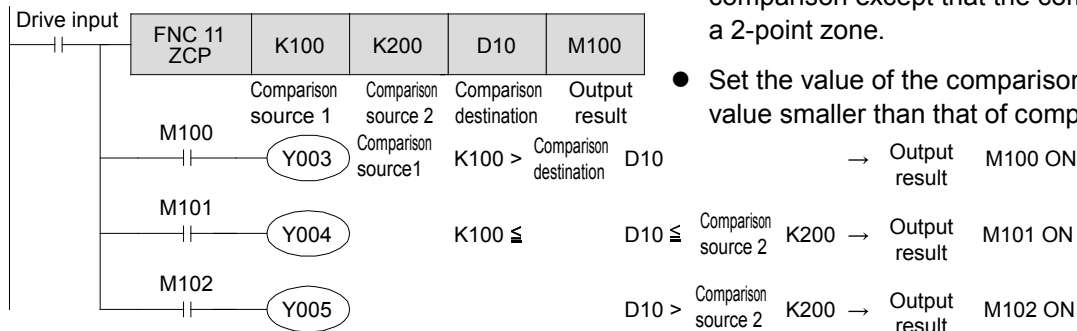 comparison except that the com
a 2-point zone.
Drive input
FNC 11
ZCP
K100 K200 D10 M100
Comparison source 1
Comparison source 2
Comparison destination
Output result
● Set the value of the comparison
value smaller than that of comp
M100
Y003
Comparison source1 K100 > Comparison destination D10 → Output result M100 ON
M101
Y004
K100 ≦ D10 ≦ Comparison source 2 K200 → Output result M101 ON
M102
Y005
D10 > Comparison source 2 K200 → Output result M102 ON